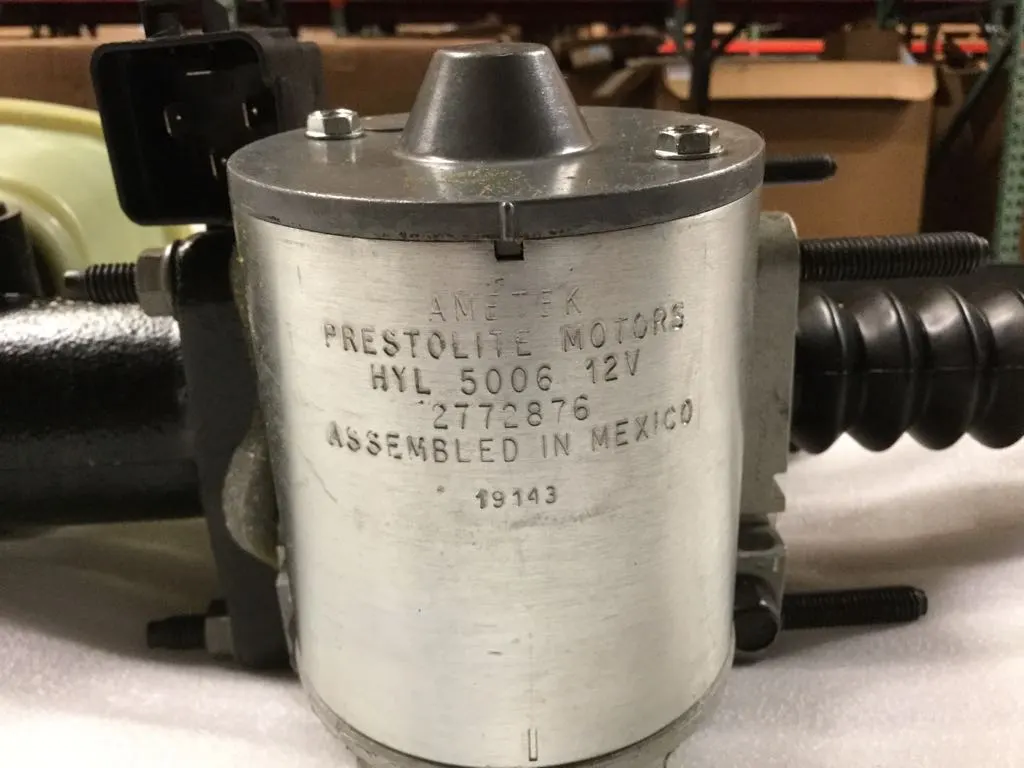 AMETEK
PRESTOLITE MOTORS
HYL 5006 12V
2772876
ASSEMBLED IN MEXICO
19143